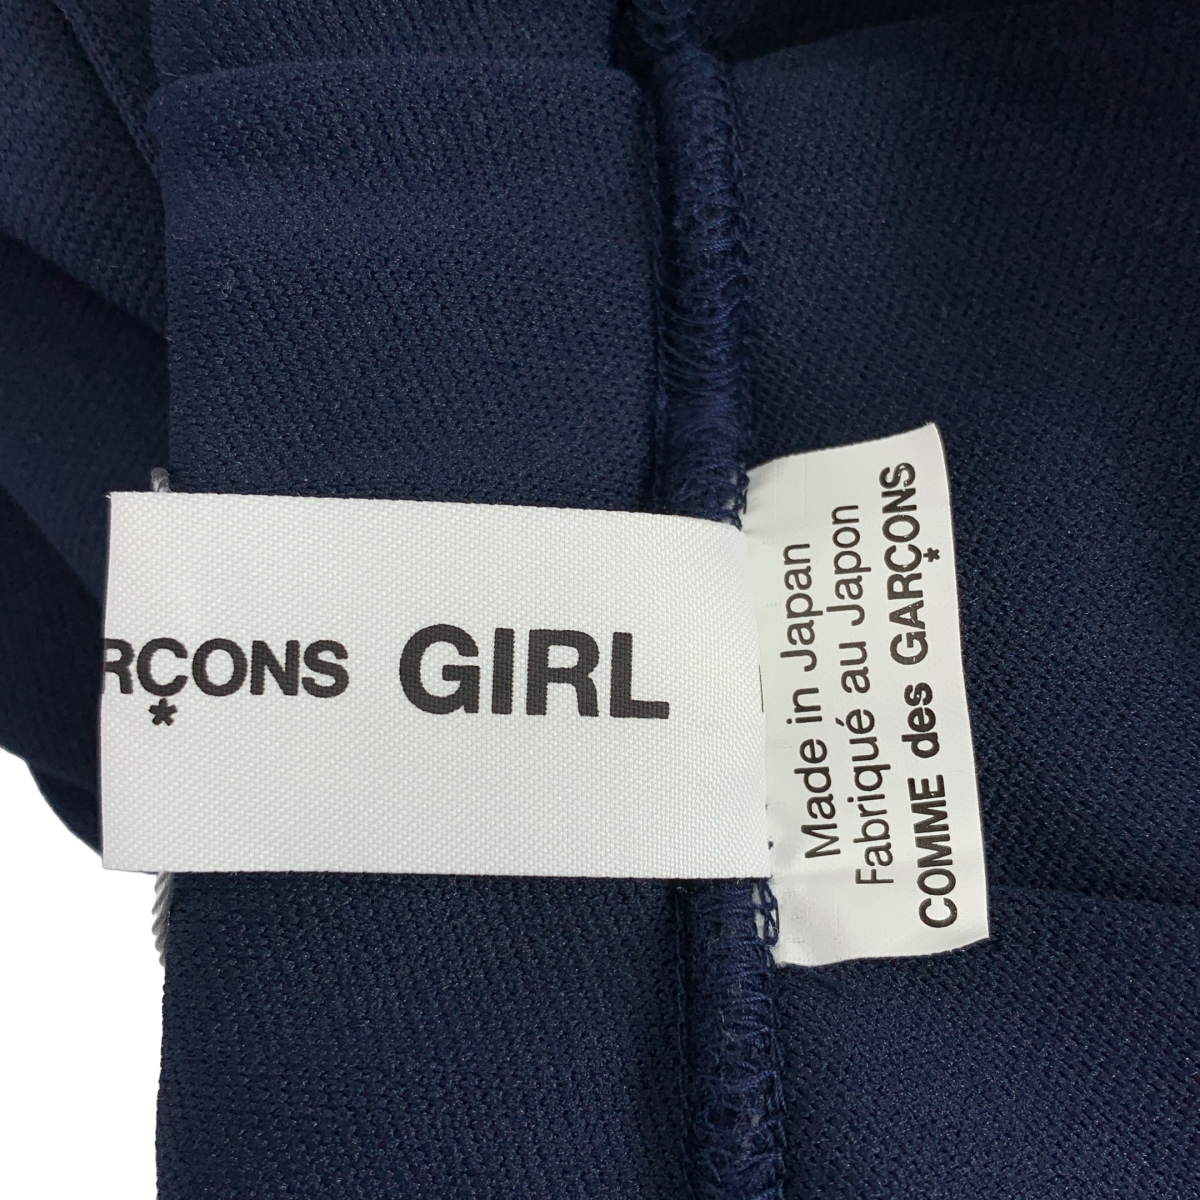 RÇONS GIRL
*
Made in Japan
Fabriqué au Japon
COMME des GARÇONS
*